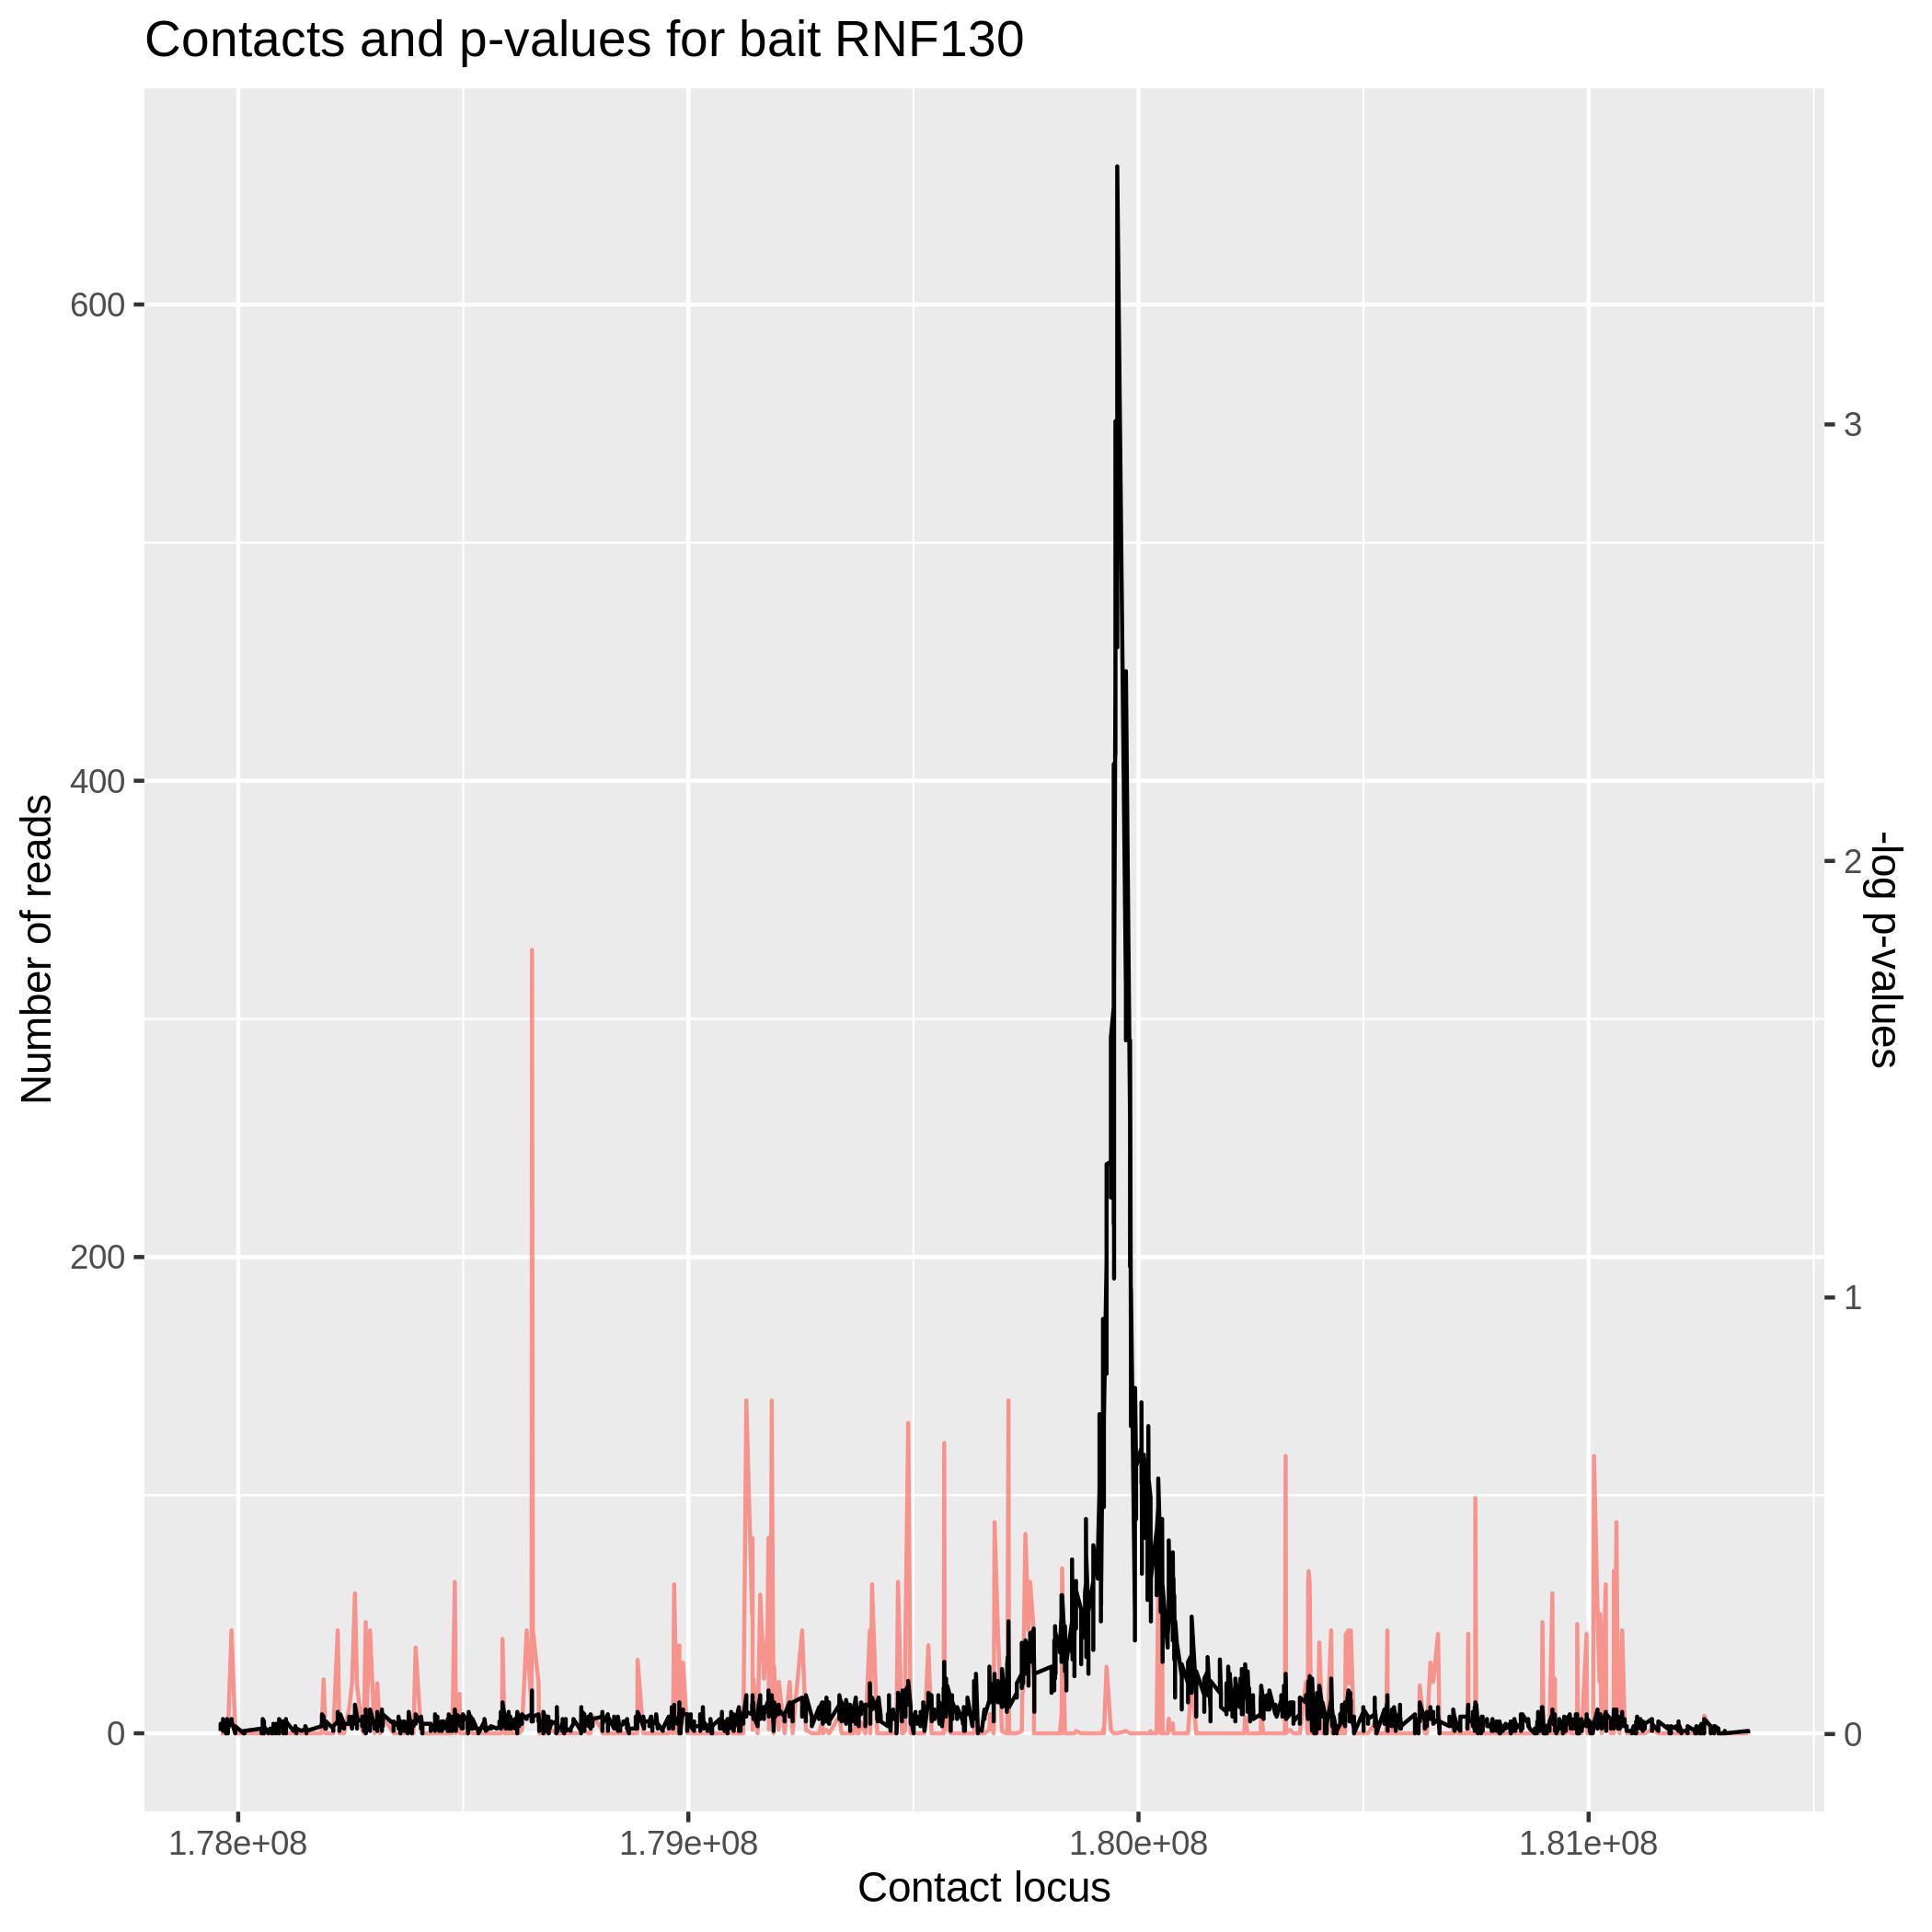 Contacts and p-values for bait RNF130
600
400
200
0
3
2
1
0
Number of reads
-log p-values
1.78e+08
1.79e+08
1.80e+08
1.81e+08
Contact locus